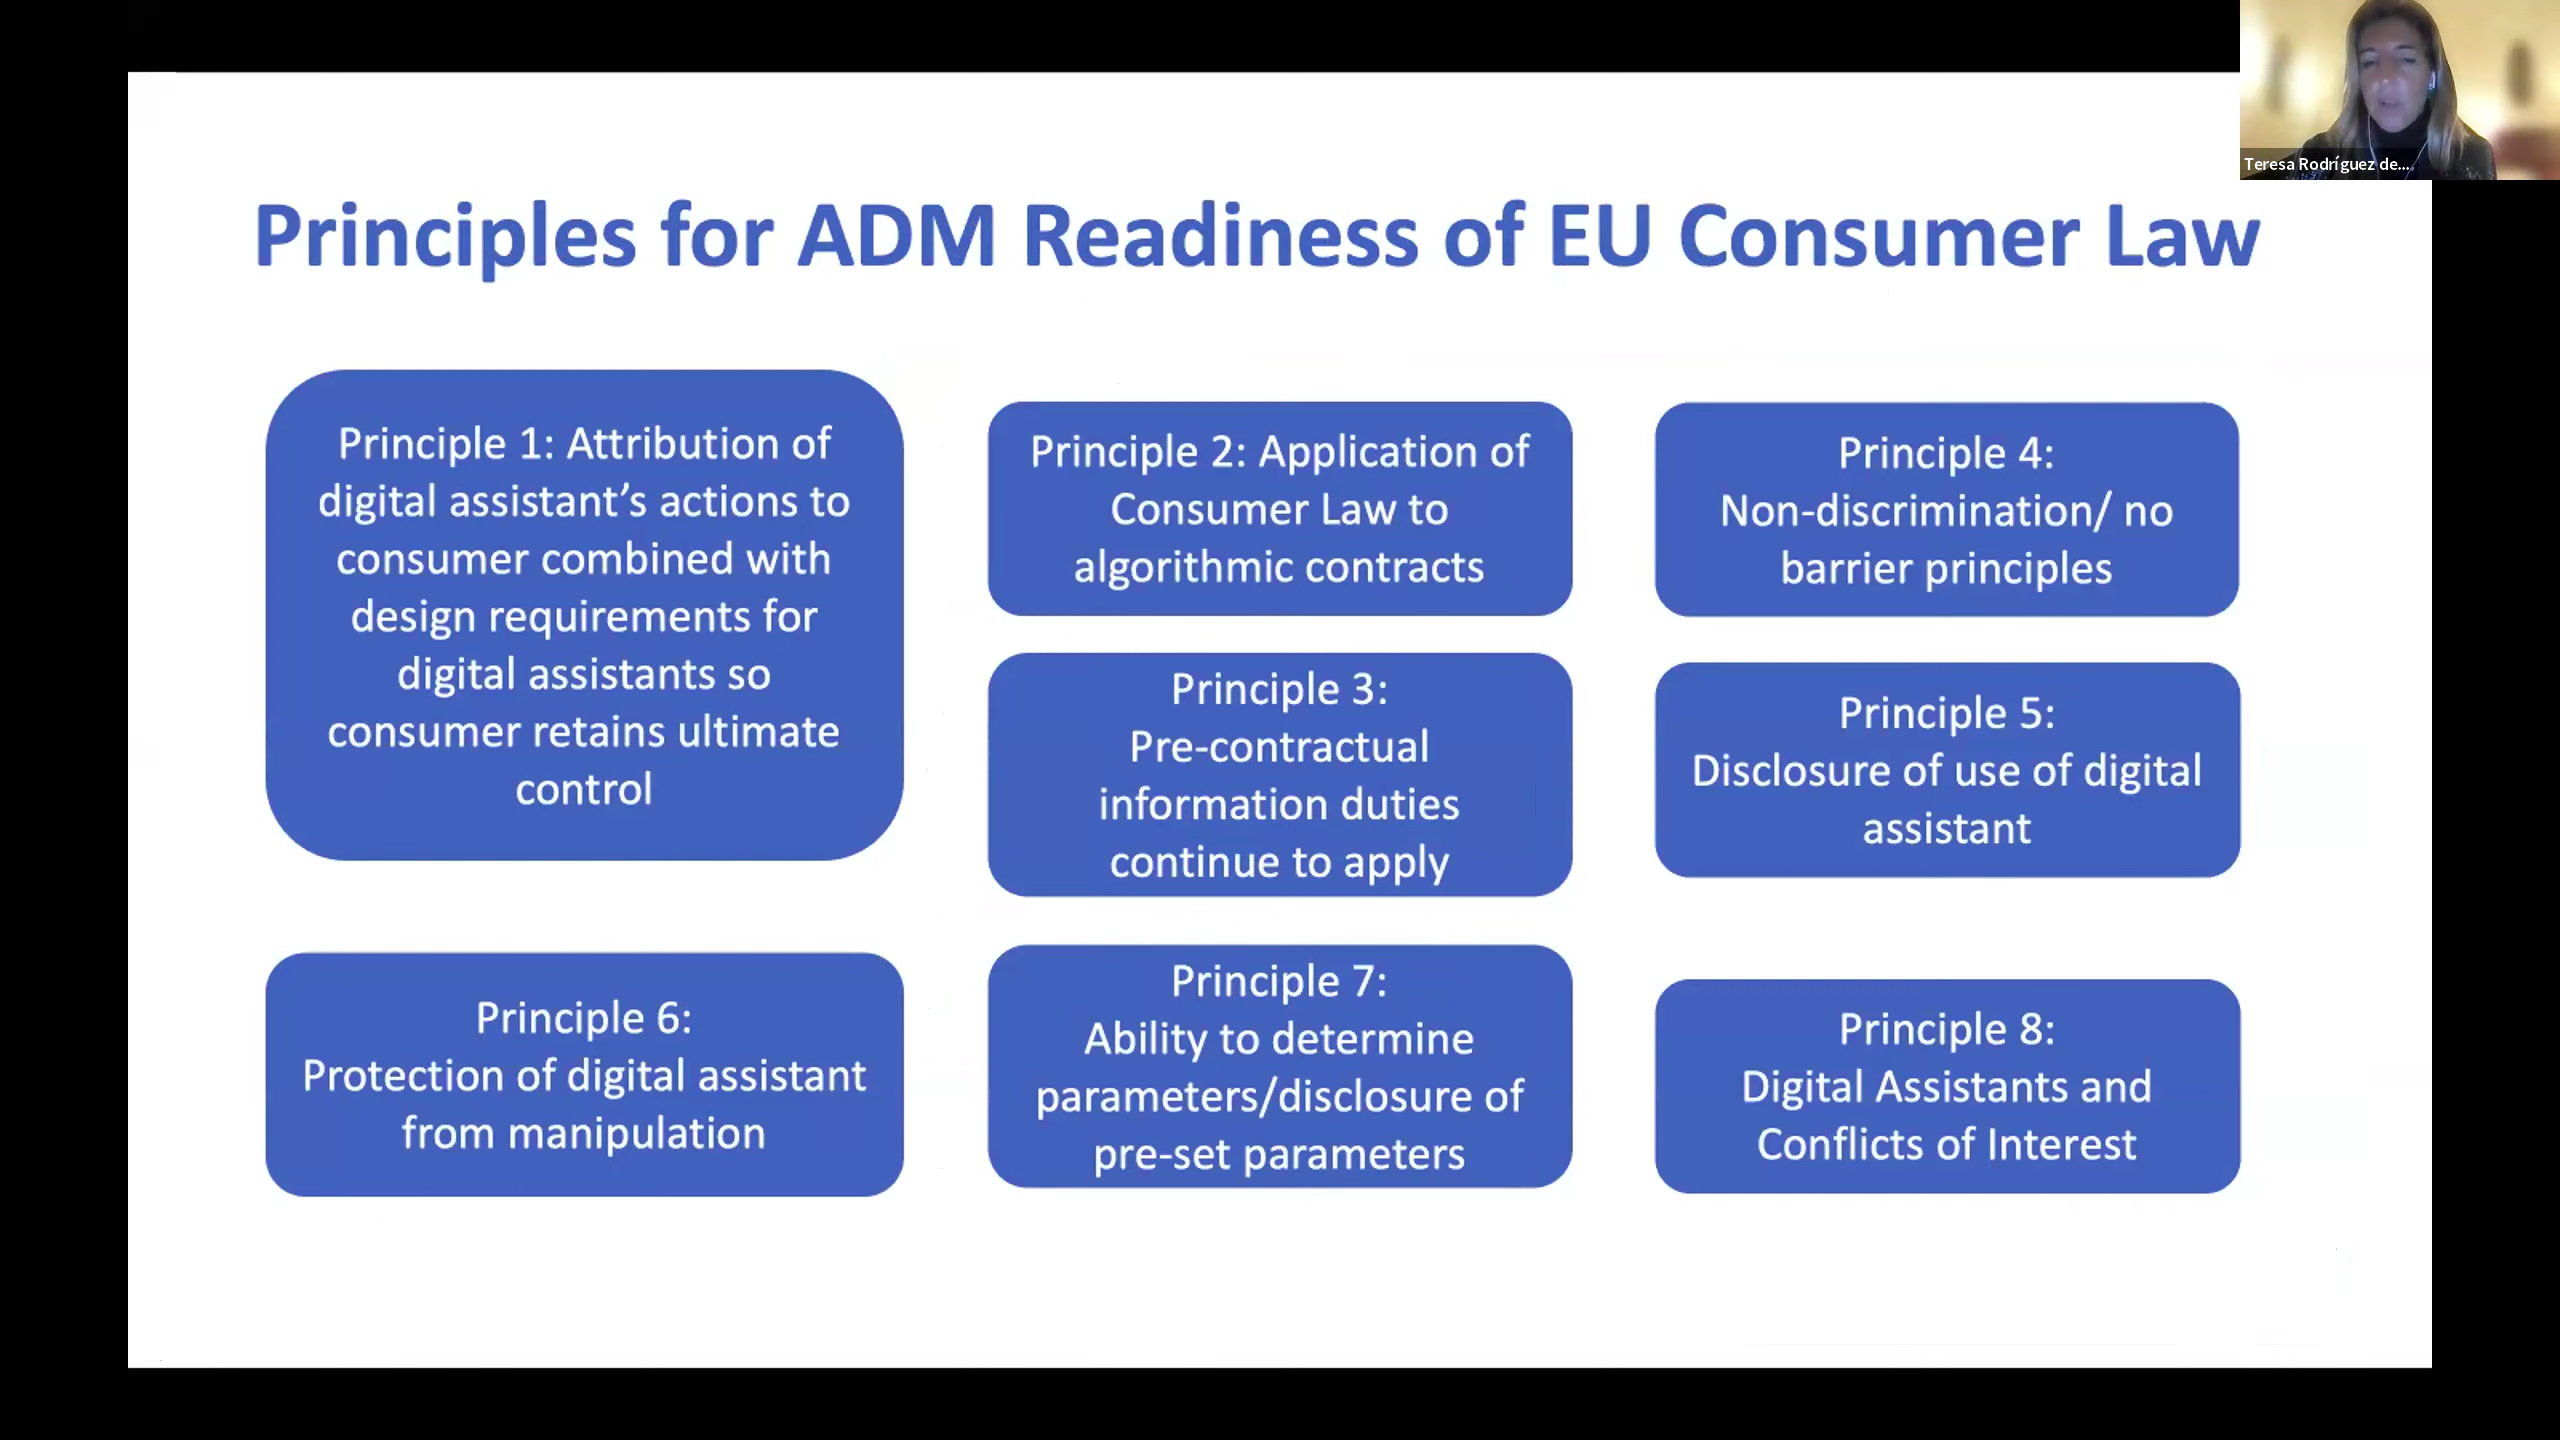 Teresa Rodríguez de...
Principles for ADM Readiness of EU Consumer Law
Principle 1: Attribution of
digital assistant’s actions to
consumer combined with
design requirements for
digital assistants so
consumer retains ultimate
control
Principle 2: Application of
Consumer Law to
algorithmic contracts
Principle 3:
Pre-contractual
information duties
continue to apply
Principle 4:
Non-discrimination/ no
barrier principles
Principle 5:
Disclosure of use of digital
assistant
Principle 6:
Protection of digital assistant
from manipulation
Principle 7:
Ability to determine
parameters/disclosure of
pre-set parameters
Principle 8:
Digital Assistants and
Conflicts of Interest